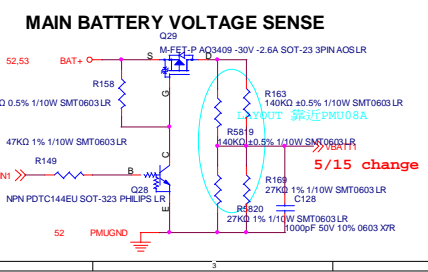 MAIN BATTERY VOLTAGE SENSE
Q29
M-FET-P AO3409 -30V -2.6A SOT-23 3PIN AOS LR
52,53
BAT+
S
D
G
R158
R163
0.5% 1/10W SMT0603 LR
140KΩ ±0.5% 1/10W SMT0603 LR
LAYOUT 靠近PMU08A
R5819
140KΩ ±0.5% 1/10W SMT0603 LR
47KΩ 1% 1/10W SMT0603 LR
VBATT1
5/15 change
R149
C
B
IN1
E
Q28
NPN PDTC144EU SOT-323 PHILIPS LR
R169
27KΩ 1% 1/10W SMT0603 LR
C128
R5820
27KΩ 1% 1/10W SMT0603 LR
1000pF 50V 10% 0603 X7R
52
PMUGND
3